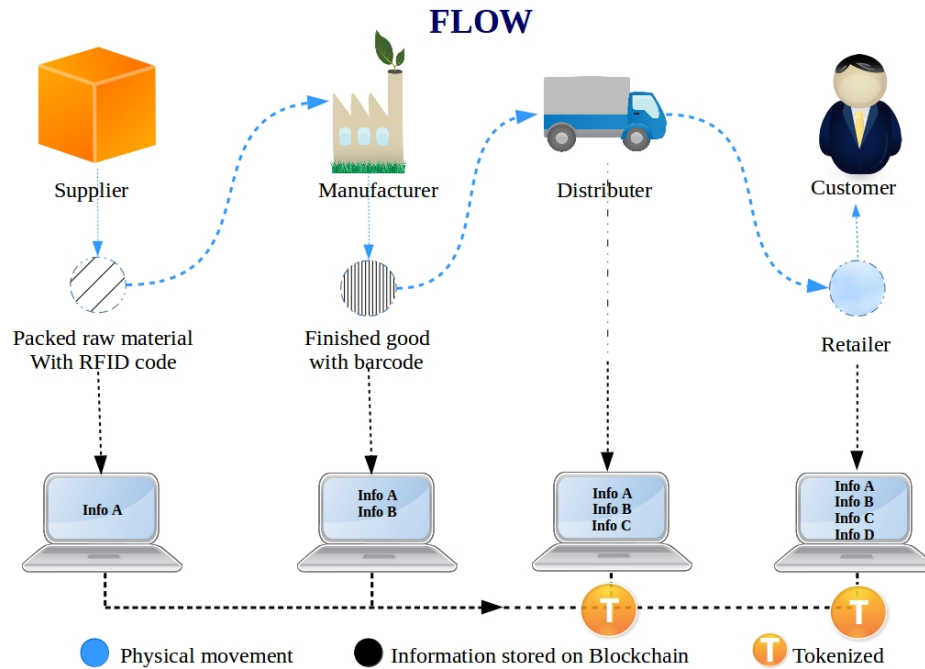 FLOW
Supplier
Manufacturer
Distributer
Customer
Packed raw material
With RFID code
Finished good
with barcode
Retailer
Info A
Info A
Info B
Info A
Info B
Info C
Info A
Info B
Info C
Info D
T
T
Physical movement
Information stored on Blockchain
T
Tokenized